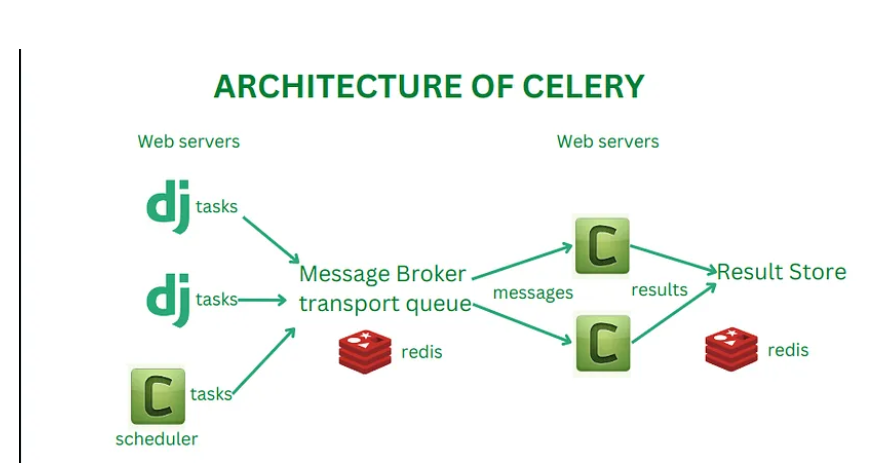 ARCHITECTURE OF CELERY
Web servers
Web servers
dj tasks
dj tasks
C tasks
scheduler
Message Broker
transport queue
redis
messages
C
C
results
Result Store
redis